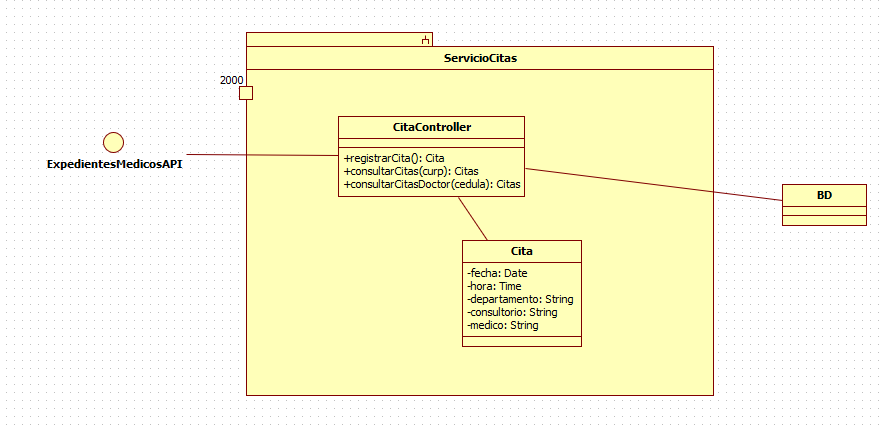 ServicioCitas
2000
CitaController
+registrarCita(): Cita
+consultarCitas(curp): Citas
+consultarCitasDoctor(cedula): Citas
ExpedientesMedicosAPI
BD
Cita
-fecha: Date
-hora: Time
-departamento: String
-consultorio: String
-medico: String